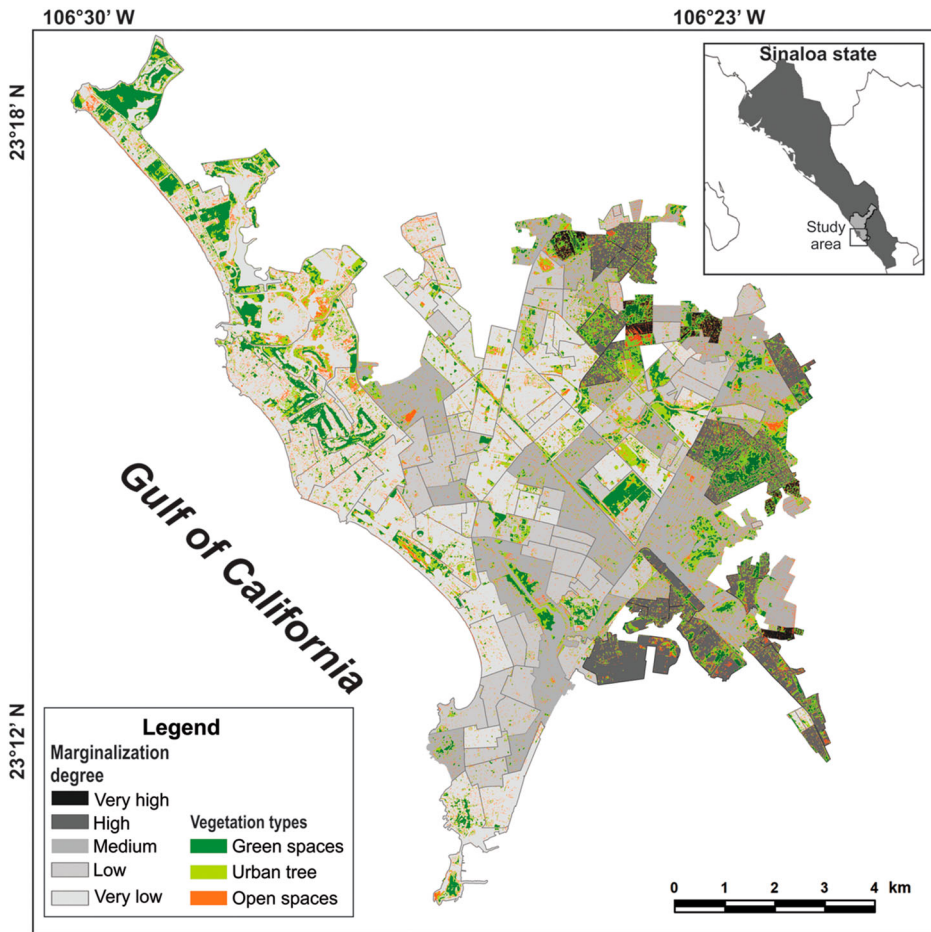 106°30’ W
106°23’ W
23°18’ N
Sinaloa state
Study
area
Gulf of California
23°12’ N
Legend
Marginalization
degree
Very high
High
Medium
Low
Very low
Vegetation types
Green spaces
Urban tree
Open spaces
0 1 2 3 4 km